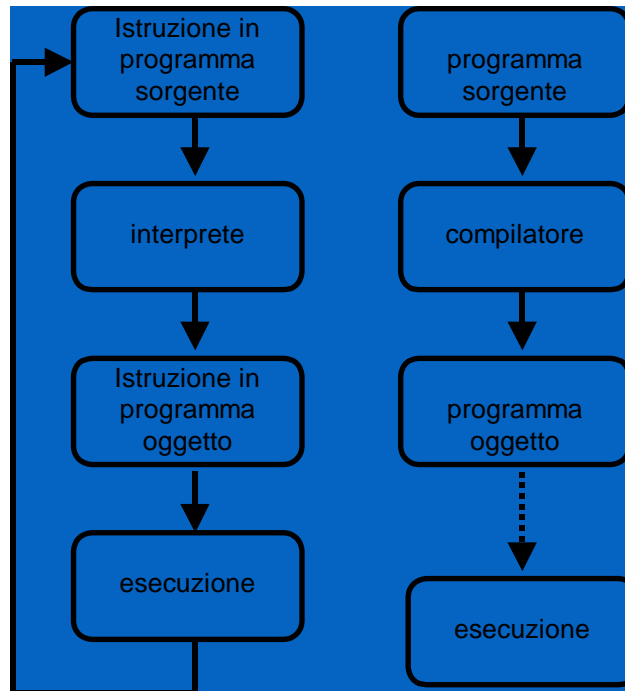 Istruzione in
programma
sorgente
interprete
Istruzione in
programma
oggetto
esecuzione
programma
sorgente
compilatore
programma
oggetto
esecuzione